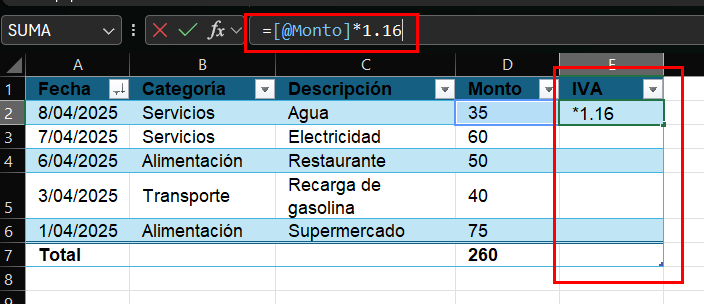 SUMA
fx
=[@Monto]*1.16
A B C D E
1 Fecha Categoría Descripción Monto IVA
2 8/04/2025 Servicios Agua 35 *1.16
3 7/04/2025 Servicios Electricidad 60
4 6/04/2025 Alimentación Restaurante 50
5 3/04/2025 Transporte Recarga de 40
gasolina
6 1/04/2025 Alimentación Supermercado 75
7 Total 260
8
9